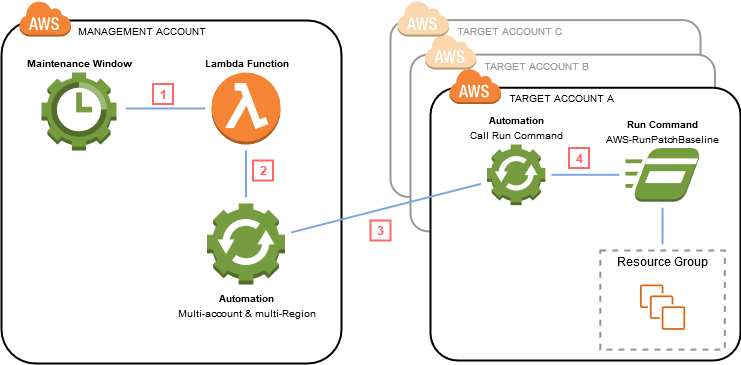 AWS
MANAGEMENT ACCOUNT
Maintenance Window
Lambda Function
1
2
Automation
Multi-account & multi-Region
3
AWS
TARGET ACCOUNT C
AWS
TARGET ACCOUNT B
AWS
TARGET ACCOUNT A
Automation
Call Run Command
4
Run Command
AWS-RunPatchBaseline
Resource Group